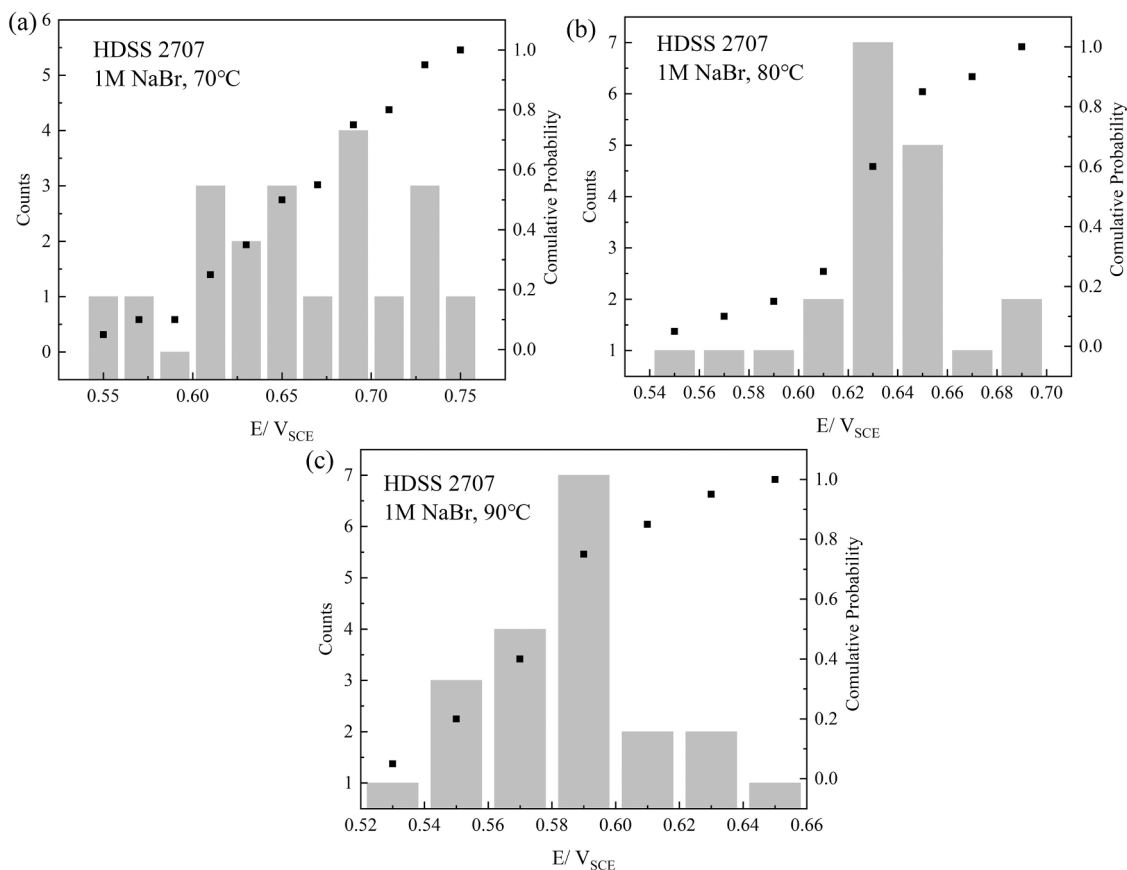 (a)
HDSS 2707
1M NaBr, 70℃
Counts
6
5
4
3
2
1
0
Comulative Probability
1.0
0.8
0.6
0.4
0.2
0.0
0.55 0.60 0.65 0.70 0.75
E/ VSCE
(b)
HDSS 2707
1M NaBr, 80℃
Counts
7
6
5
4
3
2
1
Comulative Probability
1.0
0.8
0.6
0.4
0.2
0.0
0.54 0.56 0.58 0.60 0.62 0.64 0.66 0.68 0.70
E/ VSCE
(c)
HDSS 2707
1M NaBr, 90℃
Counts
7
6
5
4
3
2
1
Comulative Probability
1.0
0.8
0.6
0.4
0.2
0.0
0.52 0.54 0.56 0.58 0.60 0.62 0.64 0.66
E/ VSCE